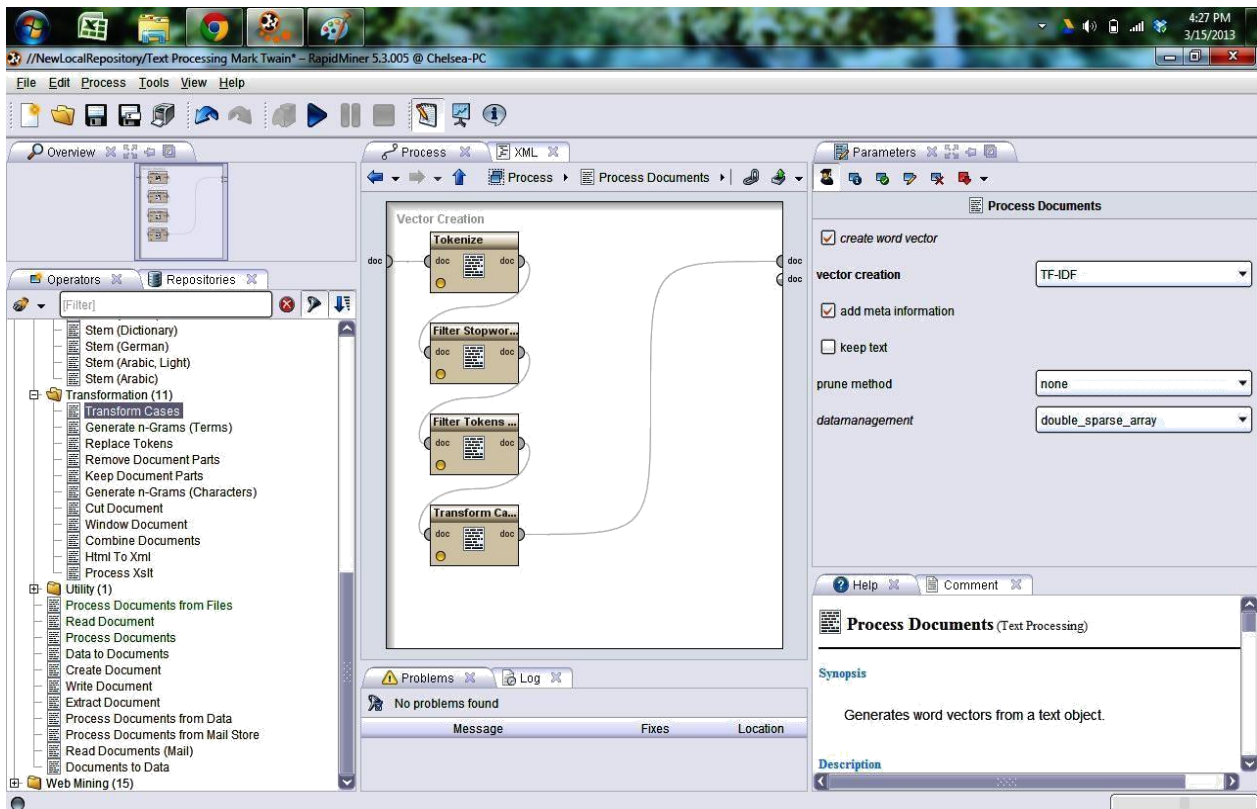 4:27 PM
3/15/2013
//NewLocalRepository/Text Processing Mark Twain* – RapidMiner 5.3.005 @ Chelsea-PC
File Edit Process Tools View Help
Overview
Process
XML
Parameters
Process
Process Documents
Process Documents
Vector Creation
Tokenize
doc
doc
doc
doc
doc
Filter Stopwor...
doc
doc
Filter Tokens ...
doc
doc
Transform Ca...
doc
doc
create word vector
vector creation
TF-IDF
add meta information
keep text
prune method
none
datamanagement
double_sparse_array
Operators
Repositories
[Filter]
Stem (Dictionary)
Stem (German)
Stem (Arabic, Light)
Stem (Arabic)
Transformation (11)
Transform Cases
Generate n-Grams (Terms)
Replace Tokens
Remove Document Parts
Keep Document Parts
Generate n-Grams (Characters)
Cut Document
Window Document
Combine Documents
Html To Xml
Process Xslt
Utility (1)
Process Documents from Files
Read Document
Process Documents
Data to Documents
Create Document
Write Document
Extract Document
Process Documents from Data
Process Documents from Mail Store
Read Documents (Mail)
Documents to Data
Web Mining (15)
Problems
Log
No problems found
Message Fixes Location
Help
Comment
Process Documents (Text Processing)
Synopsis
Generates word vectors from a text object.
Description